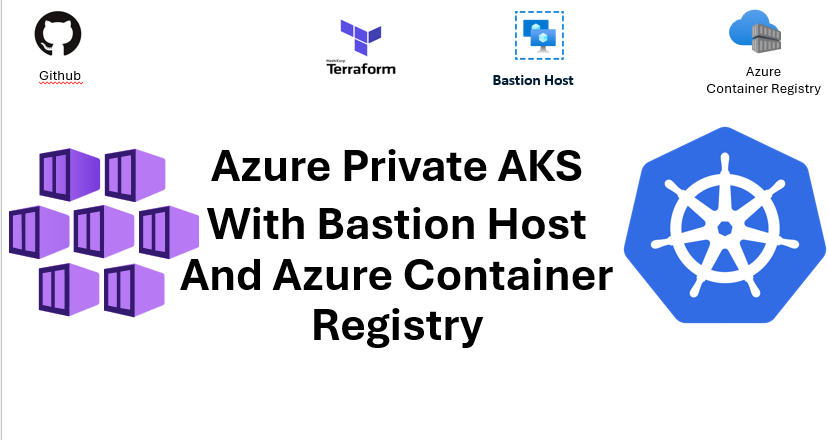 Github
HashiCorp
Terraform
Bastion Host
Azure
Container Registry
Azure Private AKS
With Bastion Host
And Azure Container
Registry